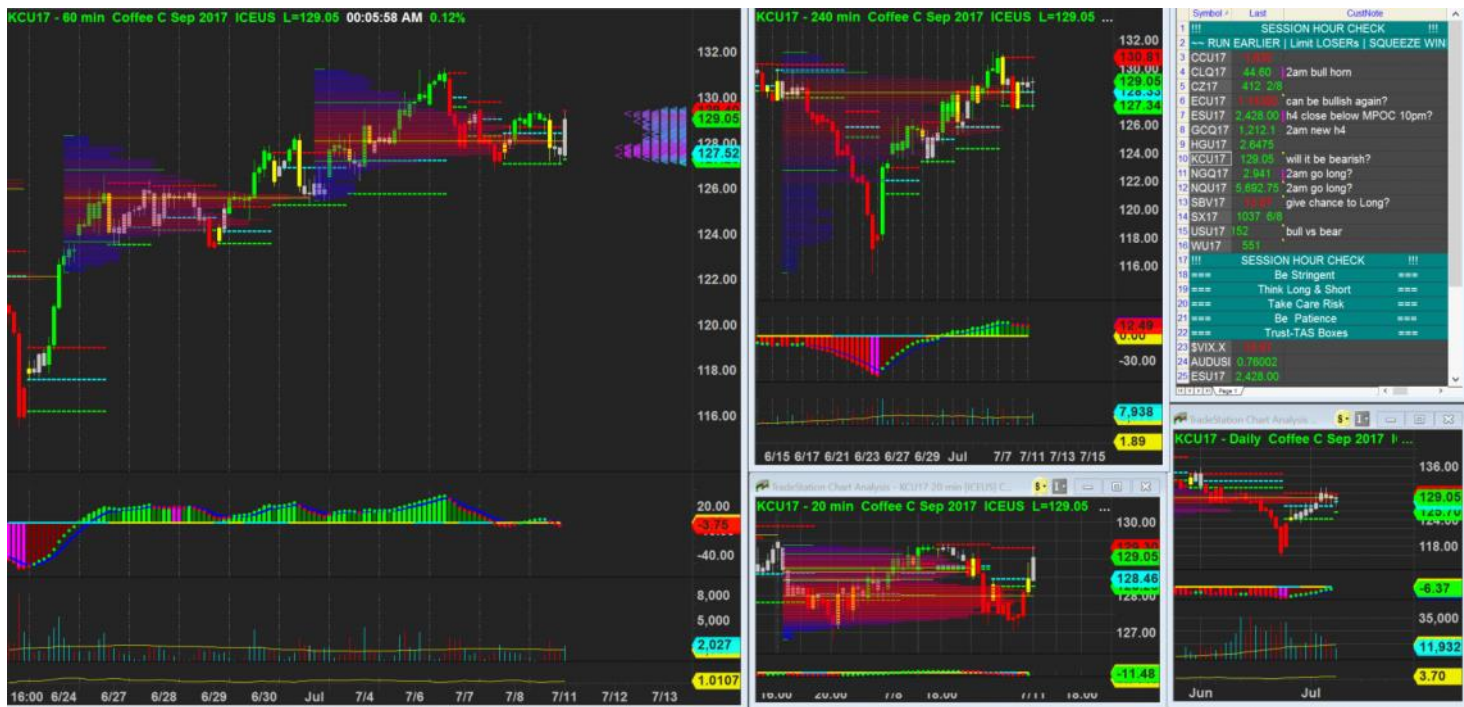 KCU17 - 60 min Coffee C Sep 2017 ICEUS L=129.05 00:05:58 AM 0.12%
132.00
130.00
129.05
128.00
127.52
126.00
124.00
122.00
120.00
118.00
116.00
20.00
-3.75
-40.00
8,000
5,000
2,027
1.0107
16:00 6/24 6/27 6/28 6/29 6/30 Jul 7/4 7/6 7/7 7/8 7/11 7/12 7/13
KCU17 - 240 min Coffee C Sep 2017 ICEUS L=129.05 ...
132.00
130.81
130.00
129.05
128.33
127.34
126.00
124.00
122.00
120.00
118.00
116.00
12.49
0.00
-30.00
7,938
1.89
6/15 6/17 6/21 6/23 6/27 6/29 Jul 7/7 7/11 7/13 7/15
TradeStation Chart Analysis - KCU17 20 min [ICEUS] C...
KCU17 - 20 min Coffee C Sep 2017 ICEUS L=129.05 ...
130.00
129.30
129.05
128.46
128.00
127.00
-11.48
16:00 20:00 7/8 16:00 7/11 18:00
Symbol Last CustNote
1 !!! SESSION HOUR CHECK !!!
2 ~~ RUN EARLIER | Limit LOSERs | SQUEEZE WIN
3 CCU17
4 CLQ17 44.60 2am bull horn
5 CZ17 412 2/8
6 ECU17 can be bullish again?
7 ESU17 2,428.00 h4 close below MPOC 10pm?
8 GCQ17 1,212.1 2am new h4
9 HGU17 2.6475
10 KCU17 129.05 will it be bearish?
11 NGQ17 2.941 2am go long?
12 NQU17 5,692.75 2am go long?
13 SBV17 give chance to Long?
14 SX17 1037 6/8
15 USU17 152 bull vs bear
16 WU17 551
17 !!! SESSION HOUR CHECK !!!
18 === Be Stringent ===
19 === Think Long & Short ===
20 === Take Care Risk ===
21 === Be Patience ===
22 === Trust-TAS Boxes ===
23 $VIX.X
24 AUDUSI 0.76002
25 ESU17 2,428.00
Page 1
TradeStation Chart Analysis ...
KCU17 - Daily Coffee C Sep 2017 I( ...
136.00
129.05
125.70
124.00
118.00
-6.37
35,000
11,932
3.70
Jun Jul